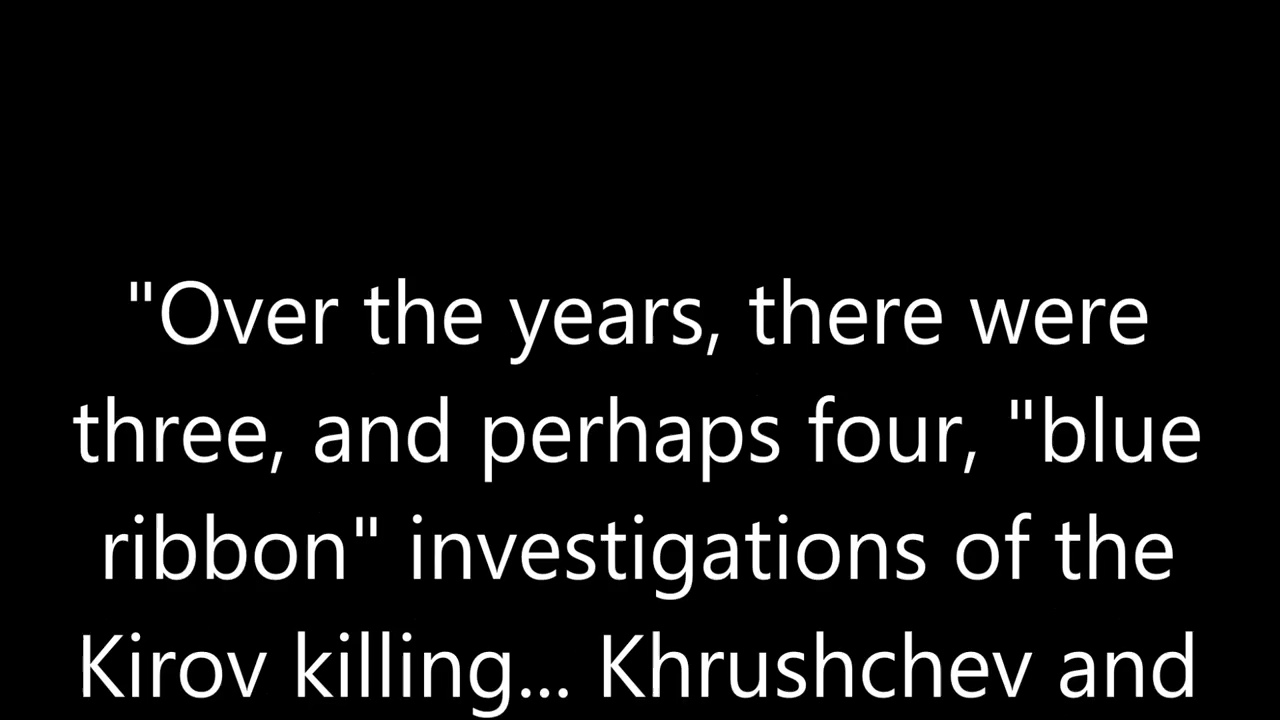 "Over the years, there were
three, and perhaps four, "blue
ribbon" investigations of the
Kirov killing... Khrushchev and